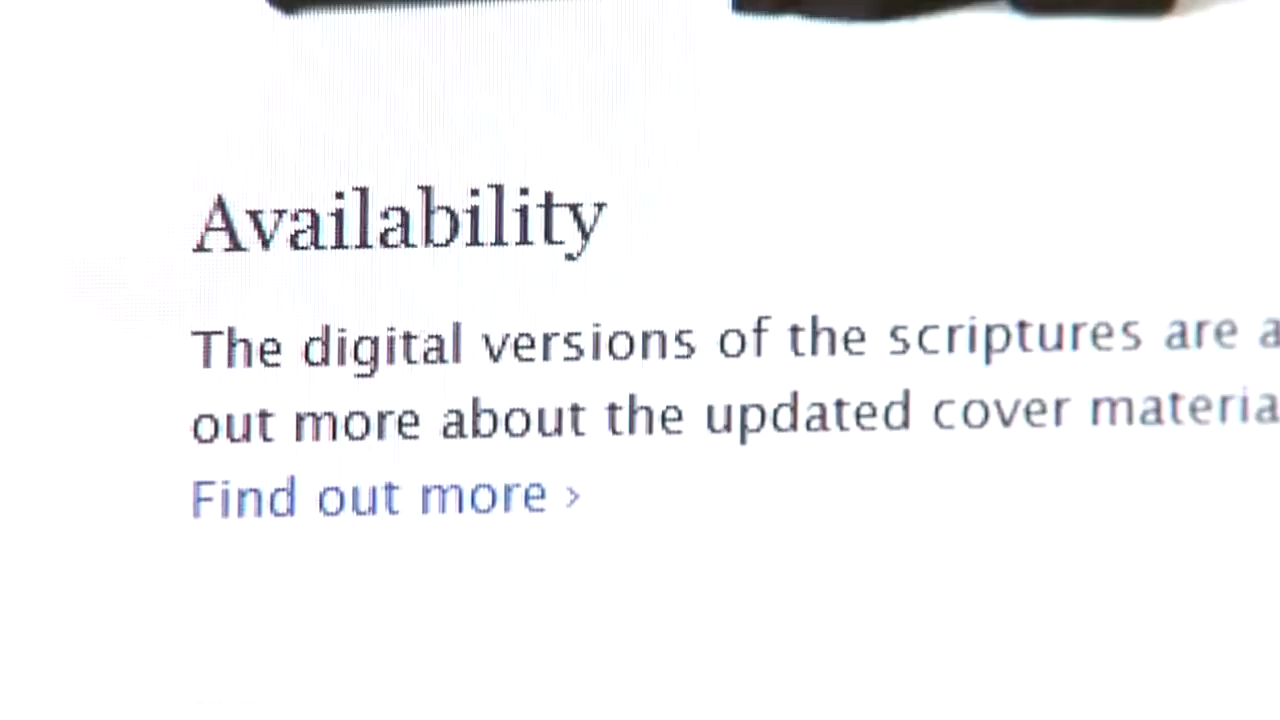 Availability
The digital versions of the scriptures are a
out more about the updated cover materia
Find out more ›